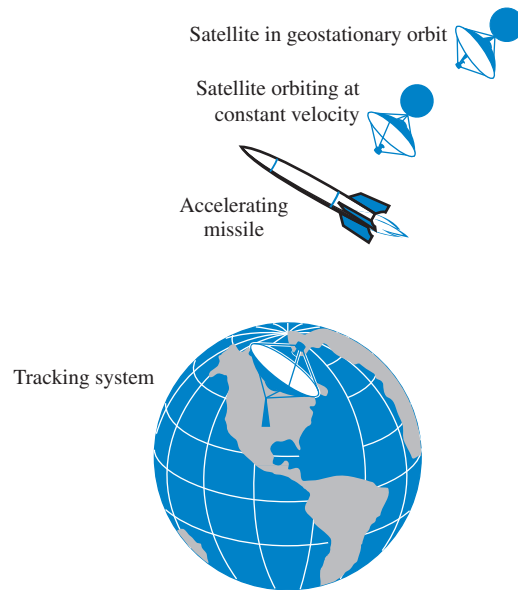 Satellite in geostationary orbit
Satellite orbiting at
constant velocity
Accelerating
missile
Tracking system